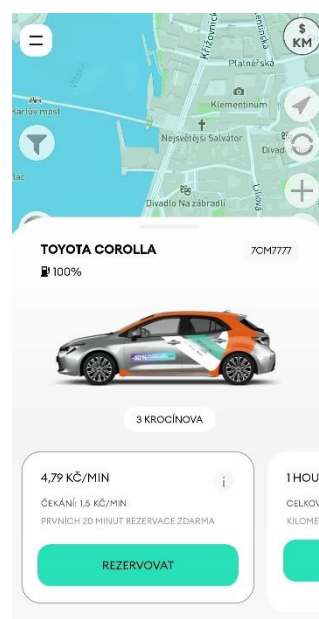 $
KM
Křižovnická
Platnéřská
Karlův most
Klementinum
Nejsvětější Salvátor
Divad
Liliová
Divadlo Na zábradlí
TOYOTA COROLLA
7CM7777
100%
-50%
3 KROCÍNOVA
4,79 KČ/MIN
i
1 HOU
ČEKÁNÍ: 1,5 KČ/MIN
CELKOV
PRVNÍCH 20 MINUT REZERVACE ZDARMA
KILOME
REZERVOVAT